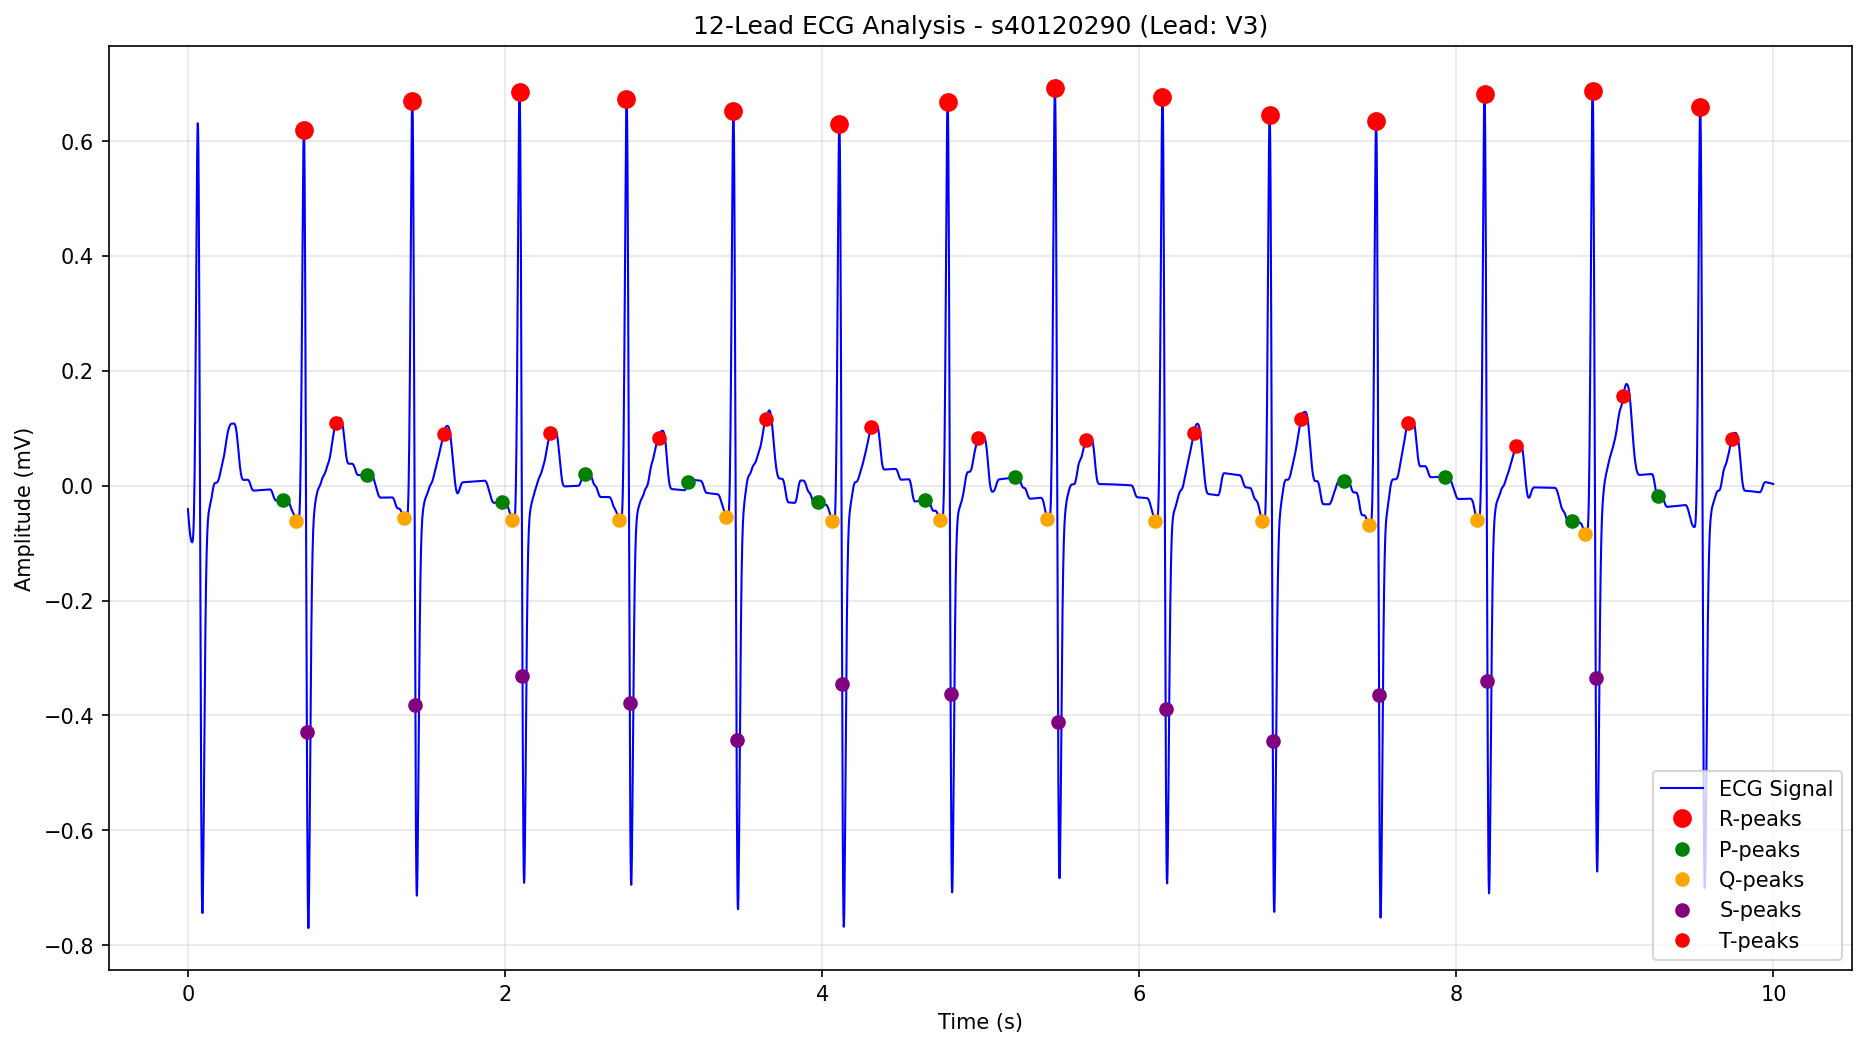 12-Lead ECG Analysis - s40120290 (Lead: V3)
Amplitude (mV)
0.6
0.4
0.2
0.0
−0.2
−0.4
−0.6
−0.8
0 2 4 6 8 10
Time (s)
ECG Signal
R-peaks
P-peaks
Q-peaks
S-peaks
T-peaks